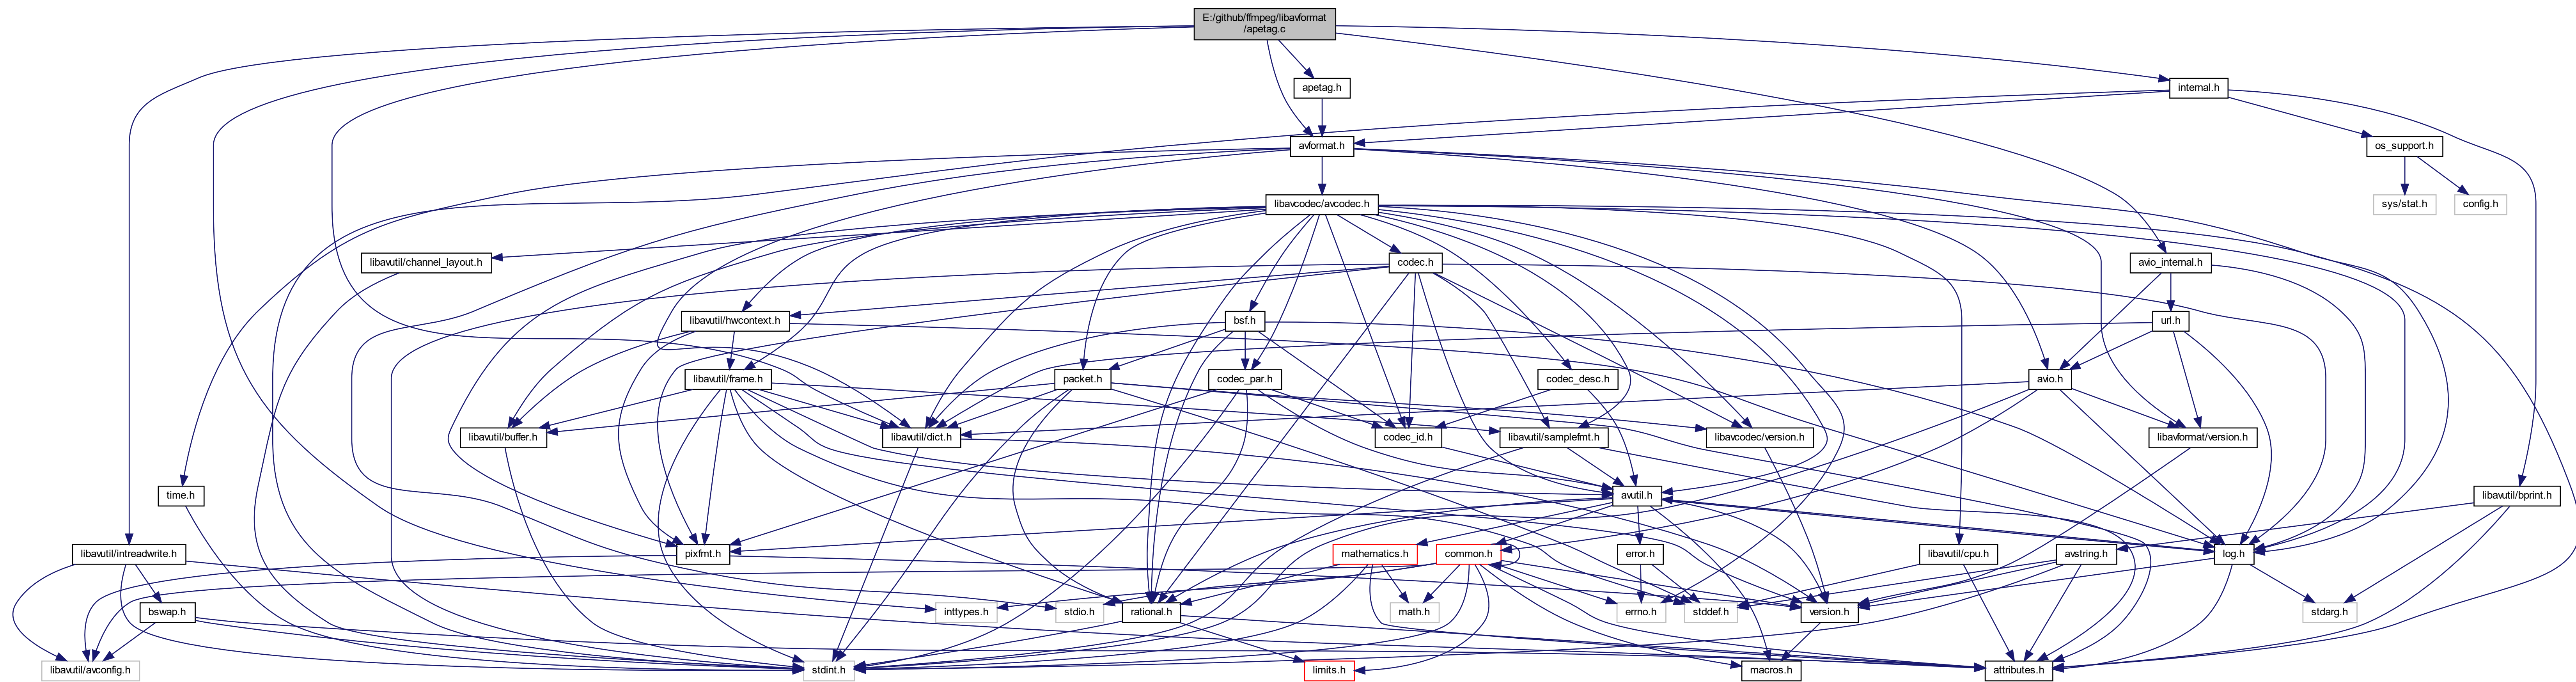 E:/github/ffmpeg/libavformat
/apetag.c
apetag.h
internal.h
avformat.h
os_support.h
libavcodec/avcodec.h
sys/stat.h
config.h
libavutil/channel_layout.h
codec.h
avio_internal.h
libavutil/hwcontext.h
bsf.h
url.h
libavutil/frame.h
packet.h
codec_par.h
codec_desc.h
avio.h
libavutil/buffer.h
libavutil/dict.h
codec_id.h
libavutil/samplefmt.h
libavcodec/version.h
libavformat/version.h
time.h
avutil.h
libavutil/bprint.h
libavutil/intreadwrite.h
pixfmt.h
mathematics.h
common.h
error.h
libavutil/cpu.h
avstring.h
log.h
bswap.h
inttypes.h
stdio.h
rational.h
math.h
errno.h
stddef.h
version.h
stdarg.h
libavutil/avconfig.h
stdint.h
limits.h
macros.h
attributes.h